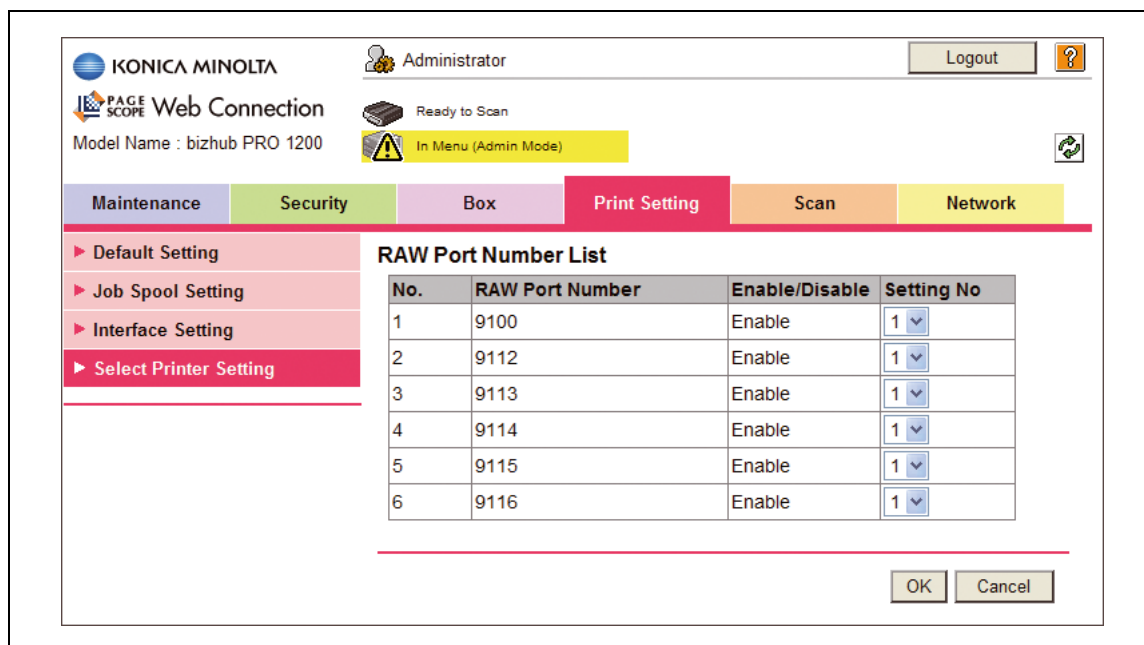 KONICA MINOLTA
Administrator
Logout
?
PAGE SCOPE Web Connection
Ready to Scan
Model Name : bizhub PRO 1200
In Menu (Admin Mode)
Maintenance Security Box Print Setting Scan Network
Default Setting
Job Spool Setting
Interface Setting
Select Printer Setting
RAW Port Number List
No. RAW Port Number Enable/Disable Setting No
1 9100 Enable 1
2 9112 Enable 1
3 9113 Enable 1
4 9114 Enable 1
5 9115 Enable 1
6 9116 Enable 1
OK Cancel